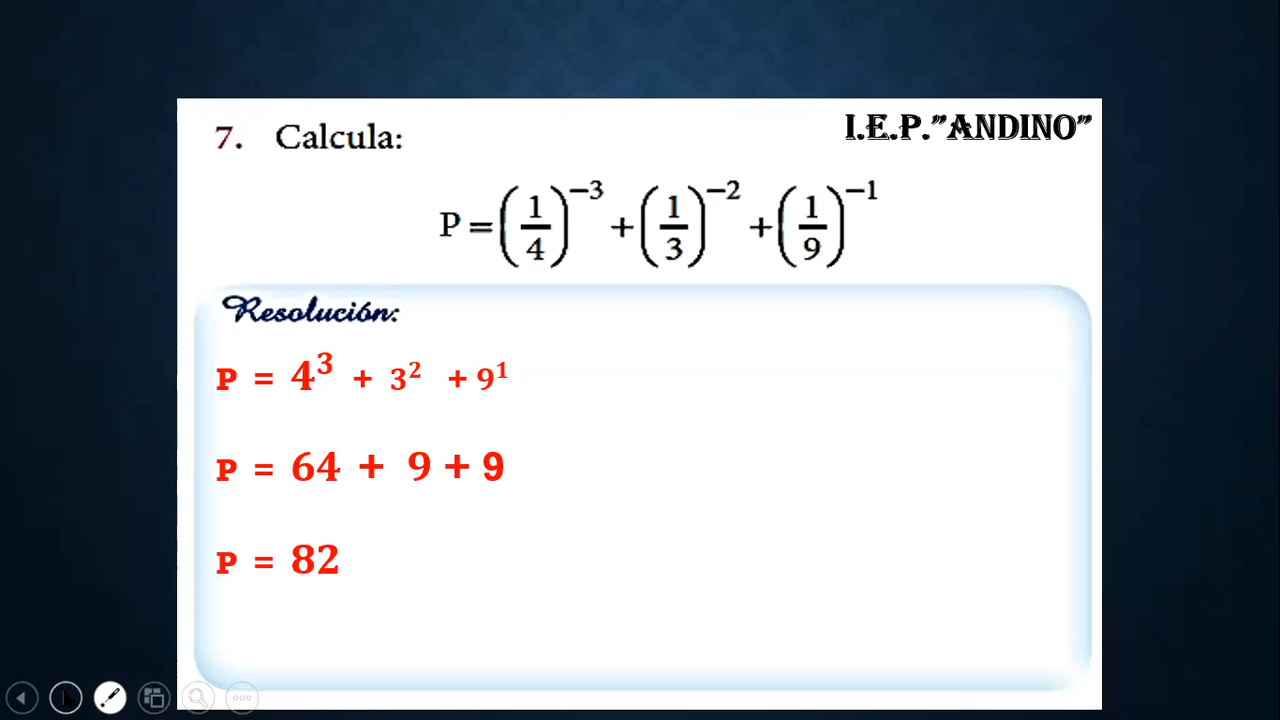 7. Calcula:
I.E.P."ANDINO"
P = (1/4)⁻³ + (1/3)⁻² + (1/9)⁻¹
Resolución:
P = 4³ + 3² + 9¹
P = 64 + 9 + 9
P = 82